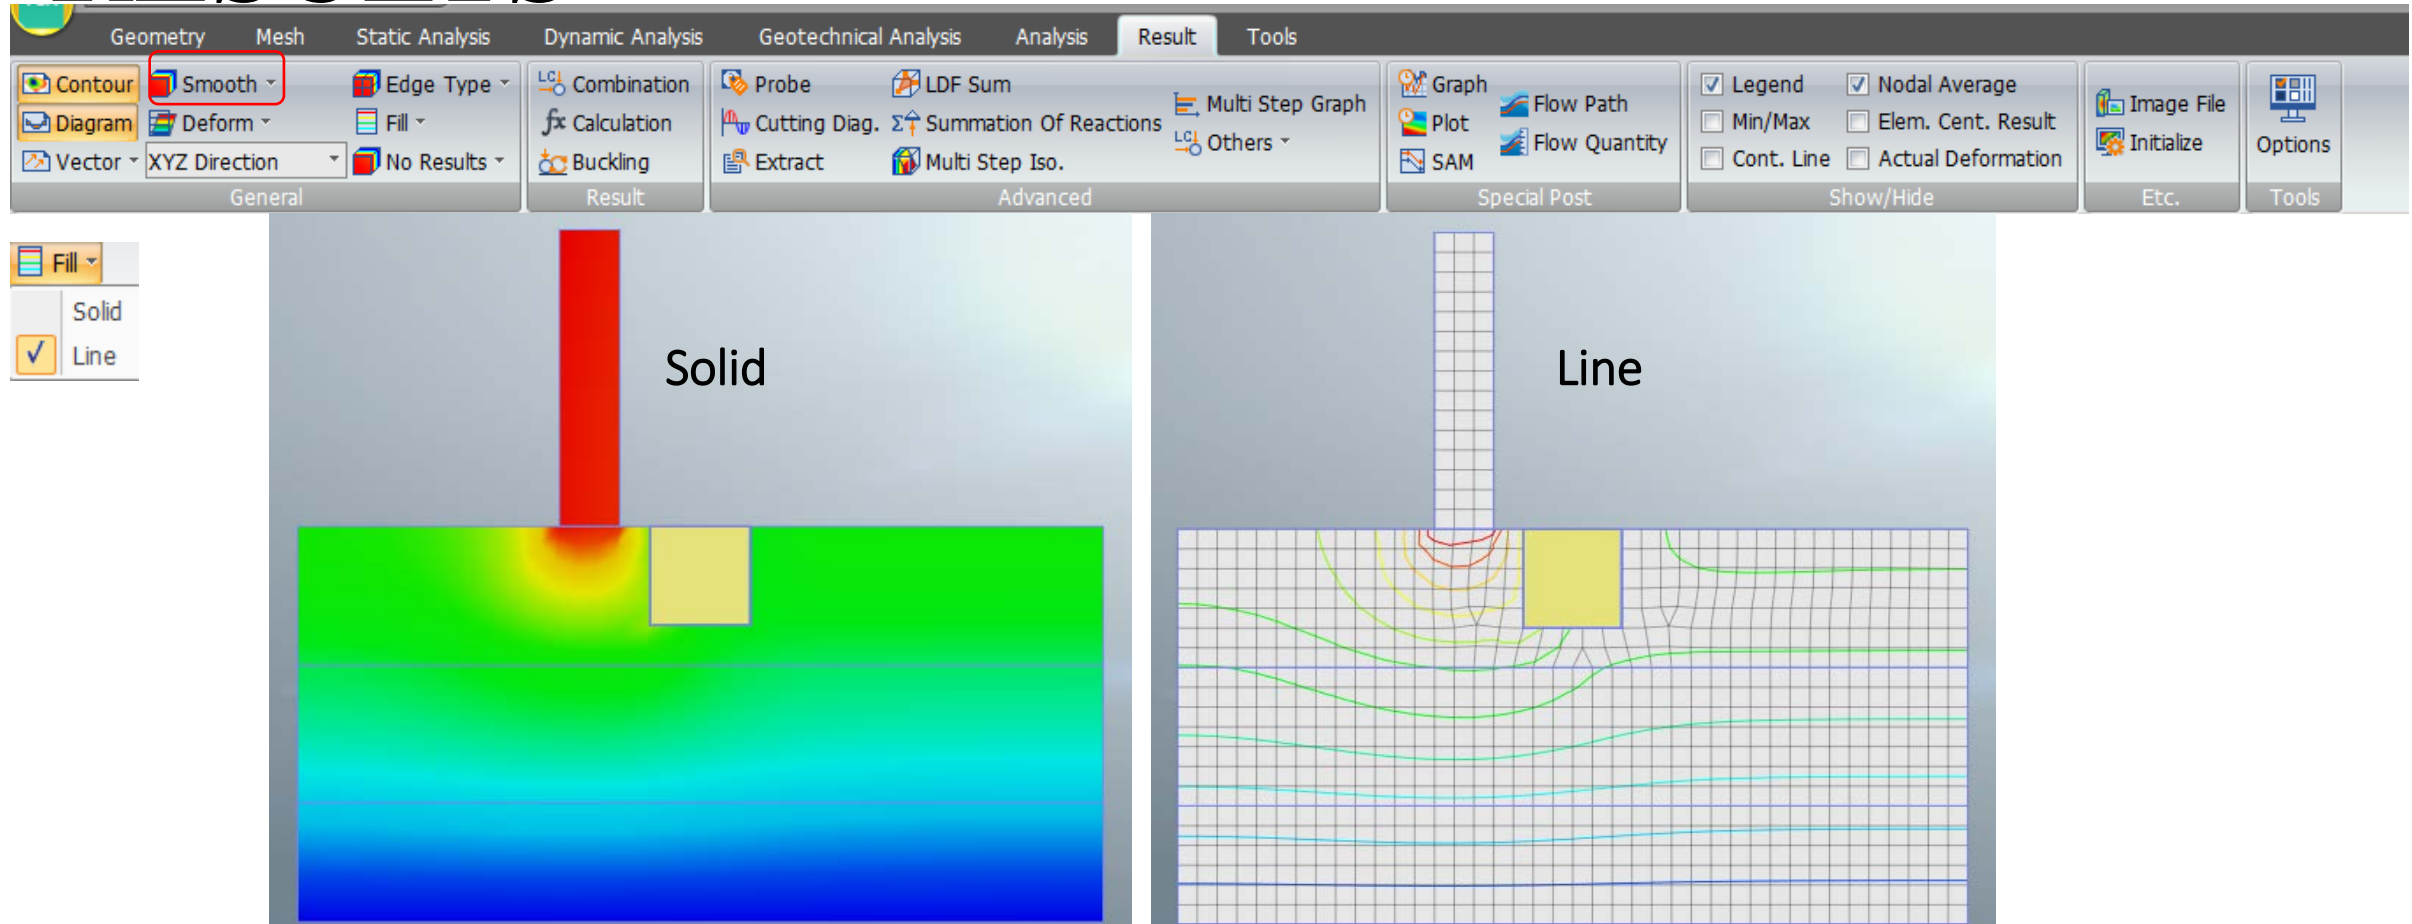 Geometry Mesh Static Analysis Dynamic Analysis Geotechnical Analysis Analysis Result Tools
Contour Smooth Edge Type Combination Probe LDF Sum Multi Step Graph Graph Flow Path Legend Nodal Average Image File Options
Diagram Deform Fill fx Calculation Cutting Diag. Summation Of Reactions Others Plot Flow Quantity Min/Max Elem. Cent. Result Initialize
Vector XYZ Direction No Results Buckling Extract Multi Step Iso. SAM Cont. Line Actual Deformation
General Result Advanced Special Post Show/Hide Etc. Tools
Fill
Solid
Line
Solid
Line